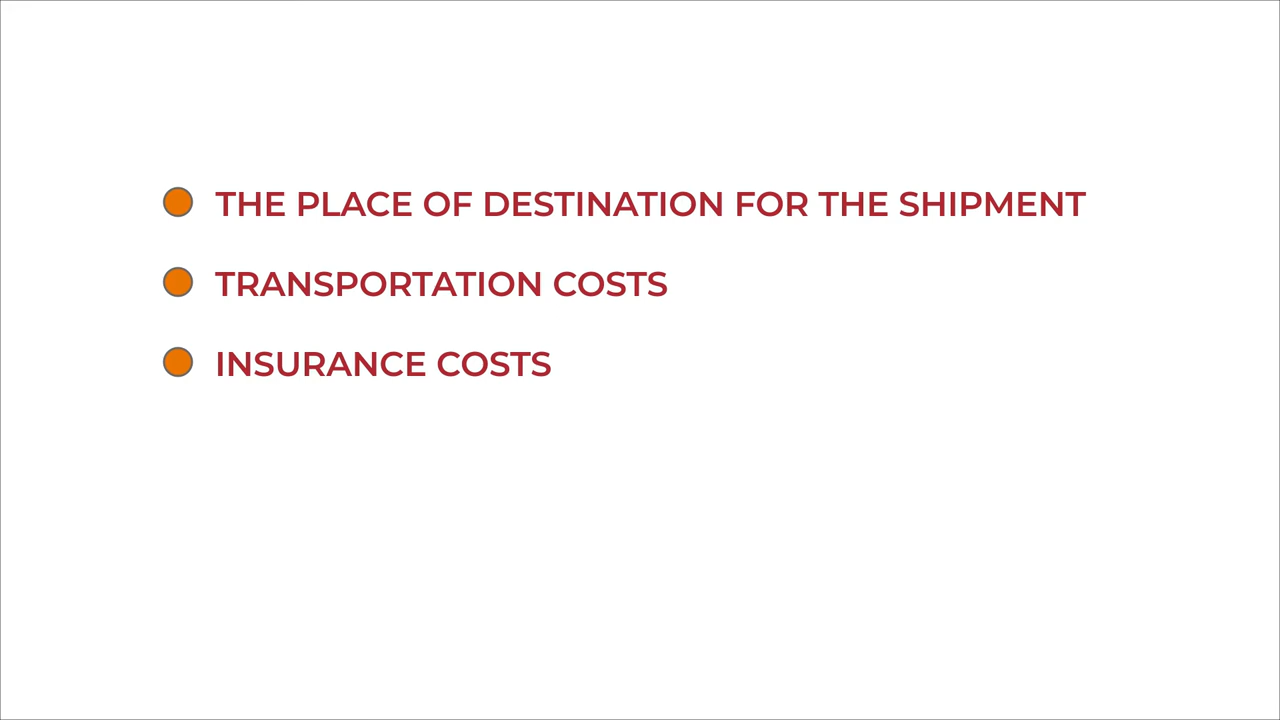 THE PLACE OF DESTINATION FOR THE SHIPMENT
TRANSPORTATION COSTS
INSURANCE COSTS